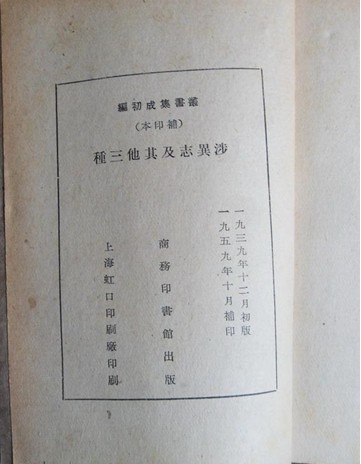 叢書集成初編
（補印本）
涉異志及其他三種
一九三九年十二月初版
一九五九年十月補印
商務印書館出版
上海虹口印刷廠印刷